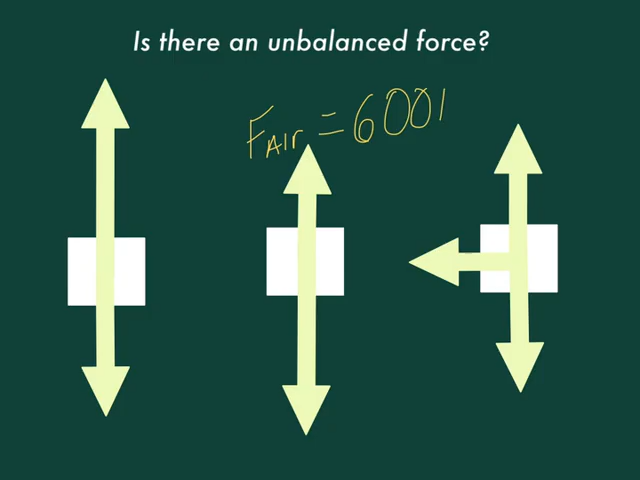 Is there an unbalanced force?
FAir = 600